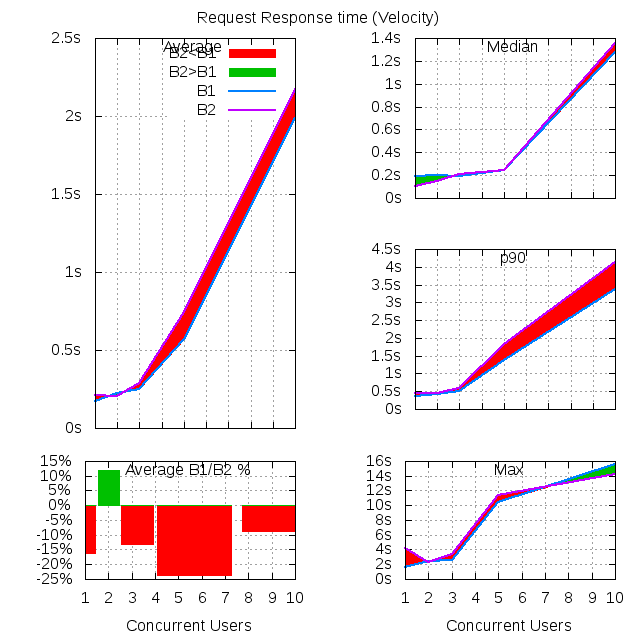 Request Response time (Velocity)
Average
2.5s
2s
1.5s
1s
0.5s
0s
B2<B1
B2>B1
B1
B2
Median
1.4s
1s
0.8s
0.6s
0.4s
0.2s
0s
p90
4.5s
4s
3s
3s
2.5s
2s
1.5s
1s
0.5s
0s
Average B1/B2 %
15%
10%
5%
0%
-5%
-10%
-15%
-20%
-25%
1 2 3 4 5 6 7 8 9 10
Concurrent Users
Max
16s
14s
12s
10s
8s
6s
4s
2s
0s
1 2 3 4 5 6 7 8 9 10
Concurrent Users